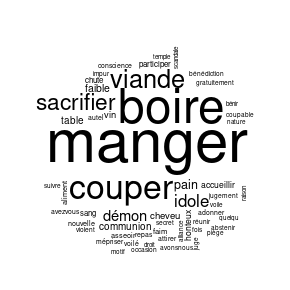 temple
scandale
conscience
participer
impur
viande
bénédiction
chute
gratuitement
faible
sacrifier
boire
bénir
vin
autel
coupable
table
nature
manger
couper
pain
accueillir
suivre
aliment
idole
jugement
raison
voile
avezvous
sang
démon
cheveu
adonner
quelqu
nouvelle
secret
réunir
violent
communion
alliance
honteux
fois
abstenir
asseoir
repas
faim
piège
mépriser
voilé
attirer
juge
droit
motif
occasion
avonsnous